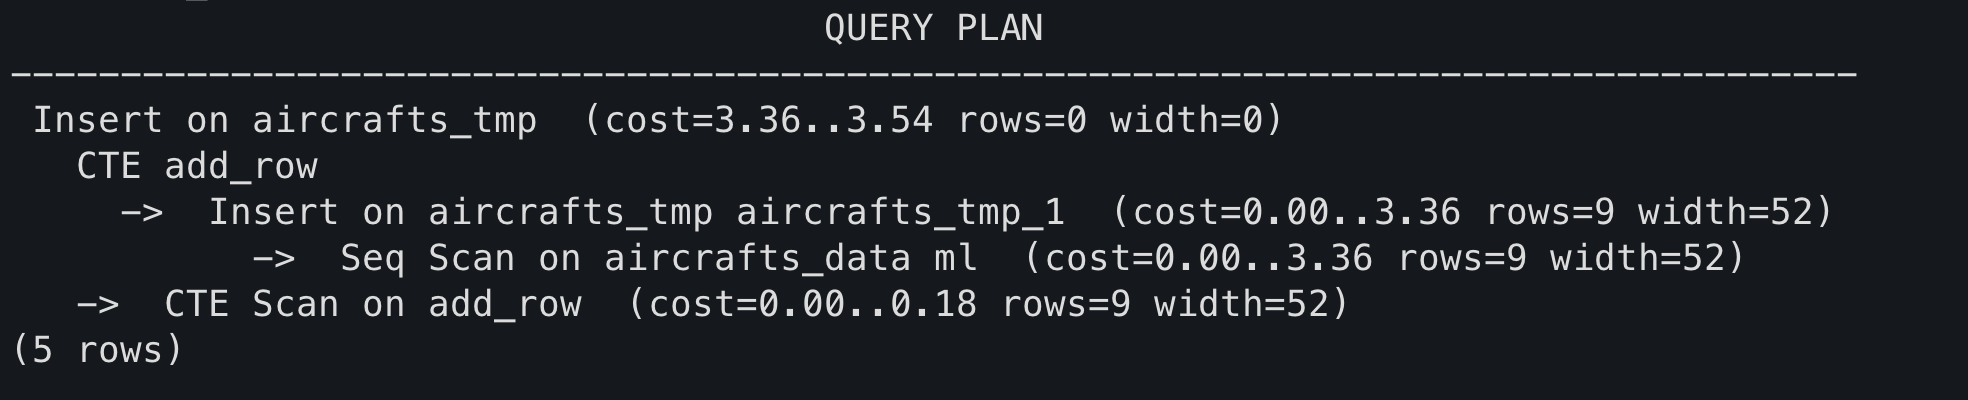 QUERY PLAN
--------------------------------------------------------------------------------
Insert on aircrafts_tmp  (cost=3.36..3.54 rows=0 width=0)
  CTE add_row
    ->  Insert on aircrafts_tmp aircrafts_tmp_1  (cost=0.00..3.36 rows=9 width=52)
          ->  Seq Scan on aircrafts_data ml  (cost=0.00..3.36 rows=9 width=52)
  ->  CTE Scan on add_row  (cost=0.00..0.18 rows=9 width=52)
(5 rows)